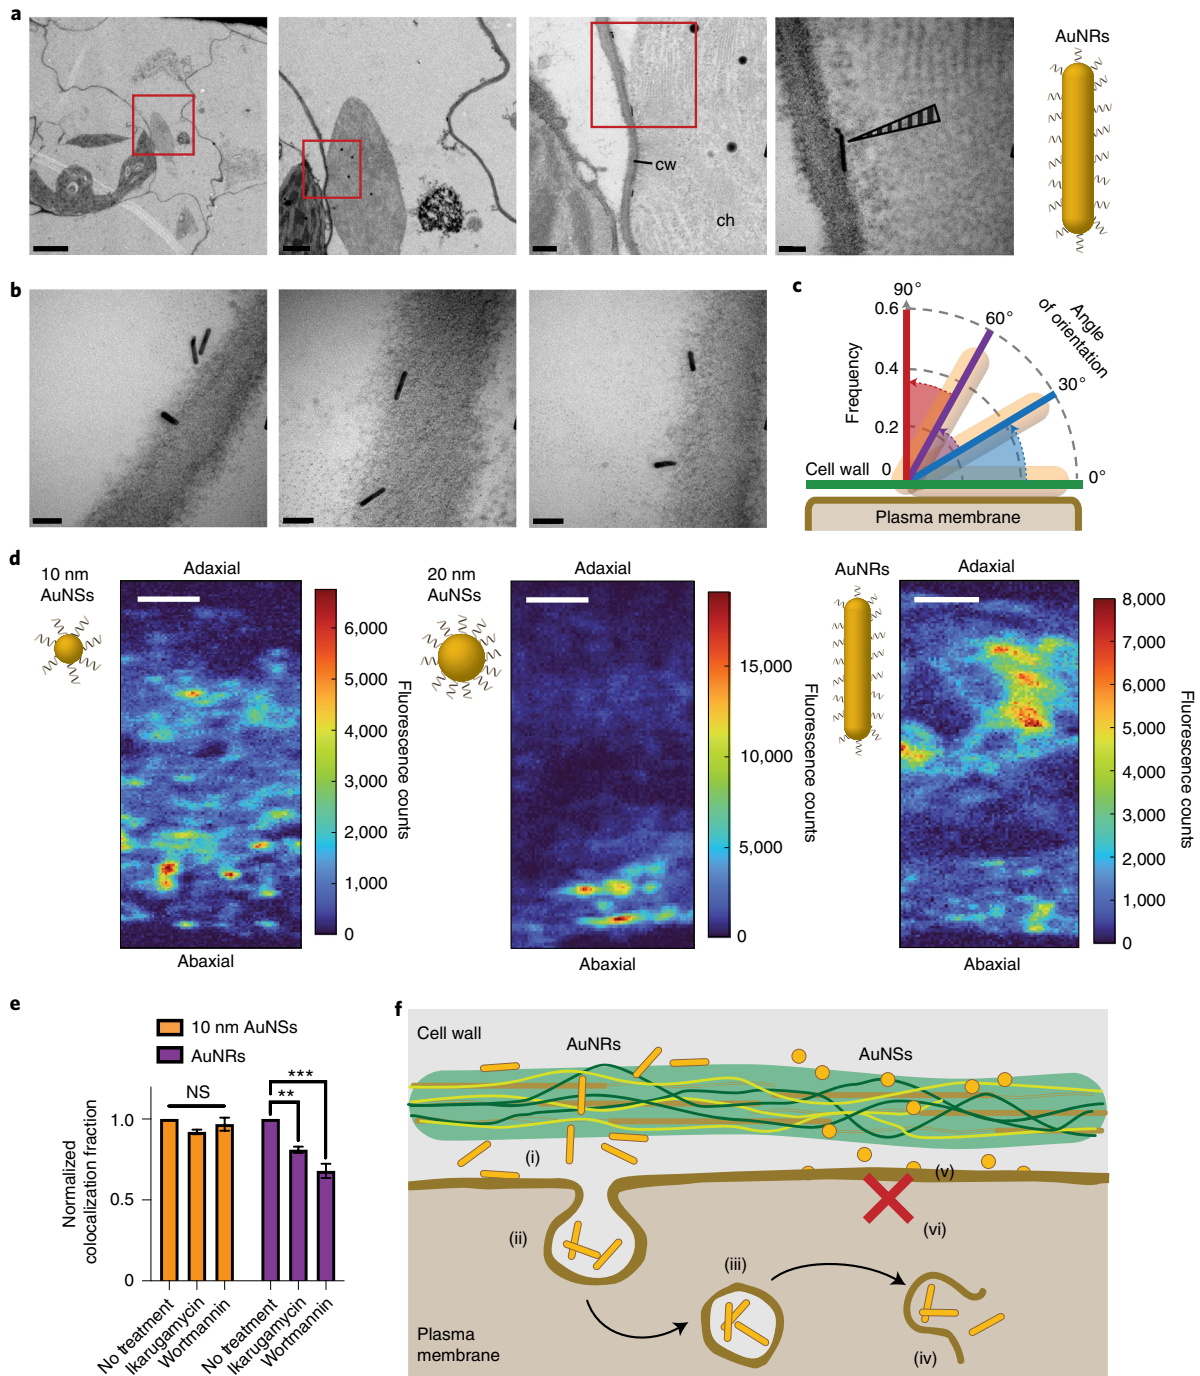 a
cw
ch
AuNRs
b
c
90°
0.6
60°
Angle
of orientation
0.4
Frequency
30°
0.2
Cell wall
0
0°
Plasma membrane
d
10 nm
AuNSs
Adaxial
6,000
5,000
4,000
3,000
2,000
1,000
0
Fluorescence counts
Abaxial
20 nm
AuNSs
Adaxial
15,000
10,000
5,000
0
Fluorescence counts
Abaxial
AuNRs
Adaxial
8,000
7,000
6,000
5,000
4,000
3,000
2,000
1,000
0
Fluorescence counts
Abaxial
e
10 nm AuNSs
AuNRs
NS
**
***
1.0
0.5
0
Normalized
colocalization fraction
No treatment
Ikarugamycin
Wortmannin
No treatment
Ikarugamycin
Wortmannin
f
Cell wall
AuNRs
AuNSs
(i)
(v)
(ii)
(vi)
(iii)
(iv)
Plasma
membrane